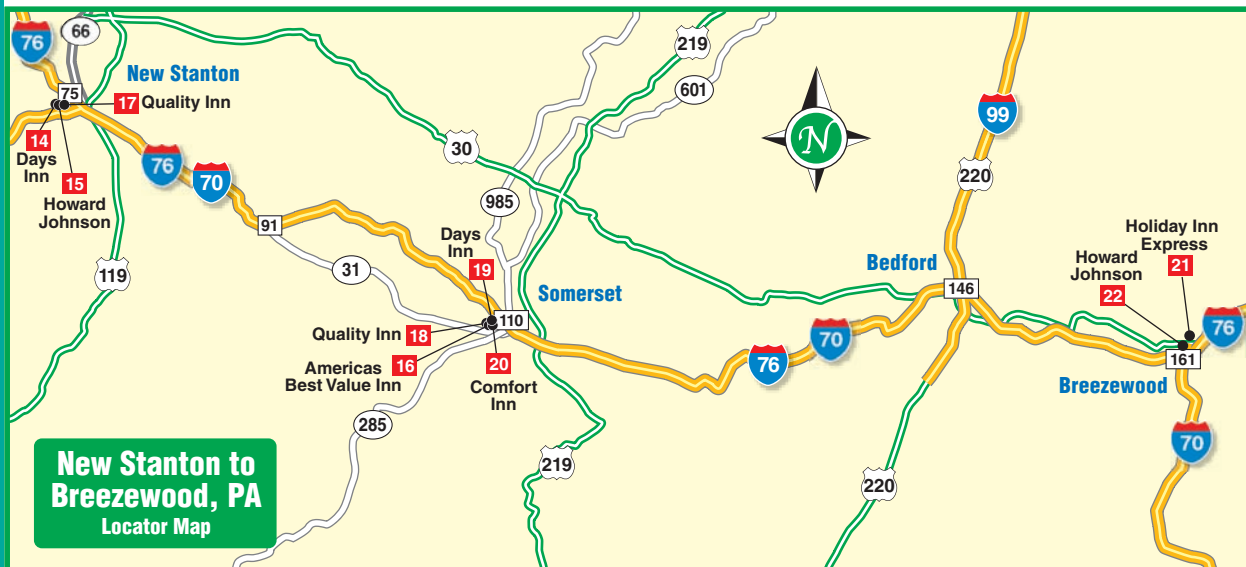 76
66
New Stanton
75
17 Quality Inn
14
Days
Inn
15
Howard
Johnson
119
76
70
91
31
30
219
601
985
Days
Inn
19
110
Somerset
Quality Inn 18
16
Americas
Best Value Inn
20
Comfort
Inn
285
219
N
99
220
Bedford
146
76
70
220
Holiday Inn
Express
21
Howard
Johnson
22
76
161
Breezewood
70
New Stanton to
Breezewood, PA
Locator Map